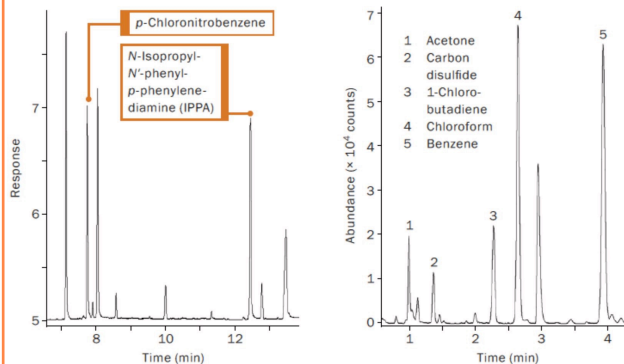 p-Chloronitrobenzene
N-Isopropyl-
N′-phenyl-
p-phenylene-
diamine (IPPA)
Response
7
6
5
8
10
12
Time (min)
Abundance (× 10⁴ counts)
7
6
5
4
3
2
1
0
1 Acetone
2 Carbon
disulfide
3 1-Chloro-
butadiene
4 Chloroform
5 Benzene
1
2
3
4
5
1
2
3
4
Time (min)